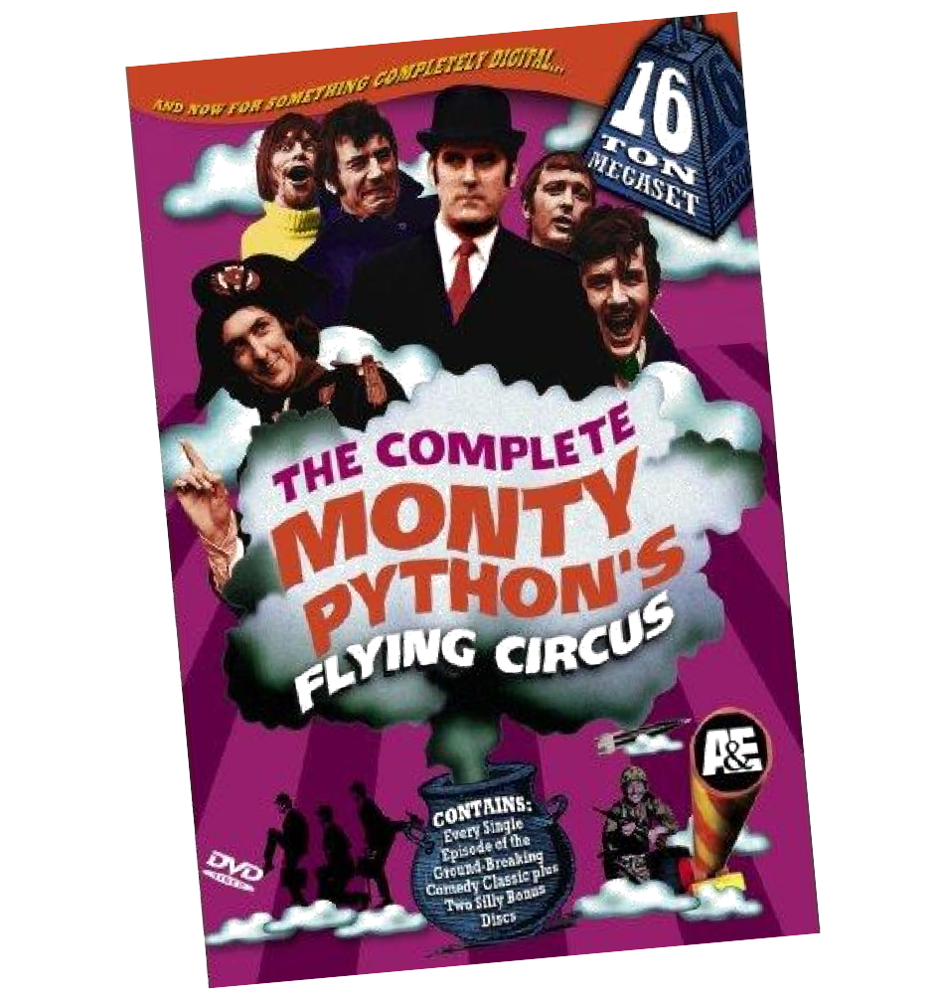 AND NOW FOR SOMETHING COMPLETELY DIGITAL...
16
TON
MEGASET
THE COMPLETE
MONTY
PYTHON'S
FLYING CIRCUS
A&E
CONTAINS:
Every Single
Episode of the
Ground-Breaking
Comedy Classic plus
Two Silly Bonus
Discs
DVD
VIDEO